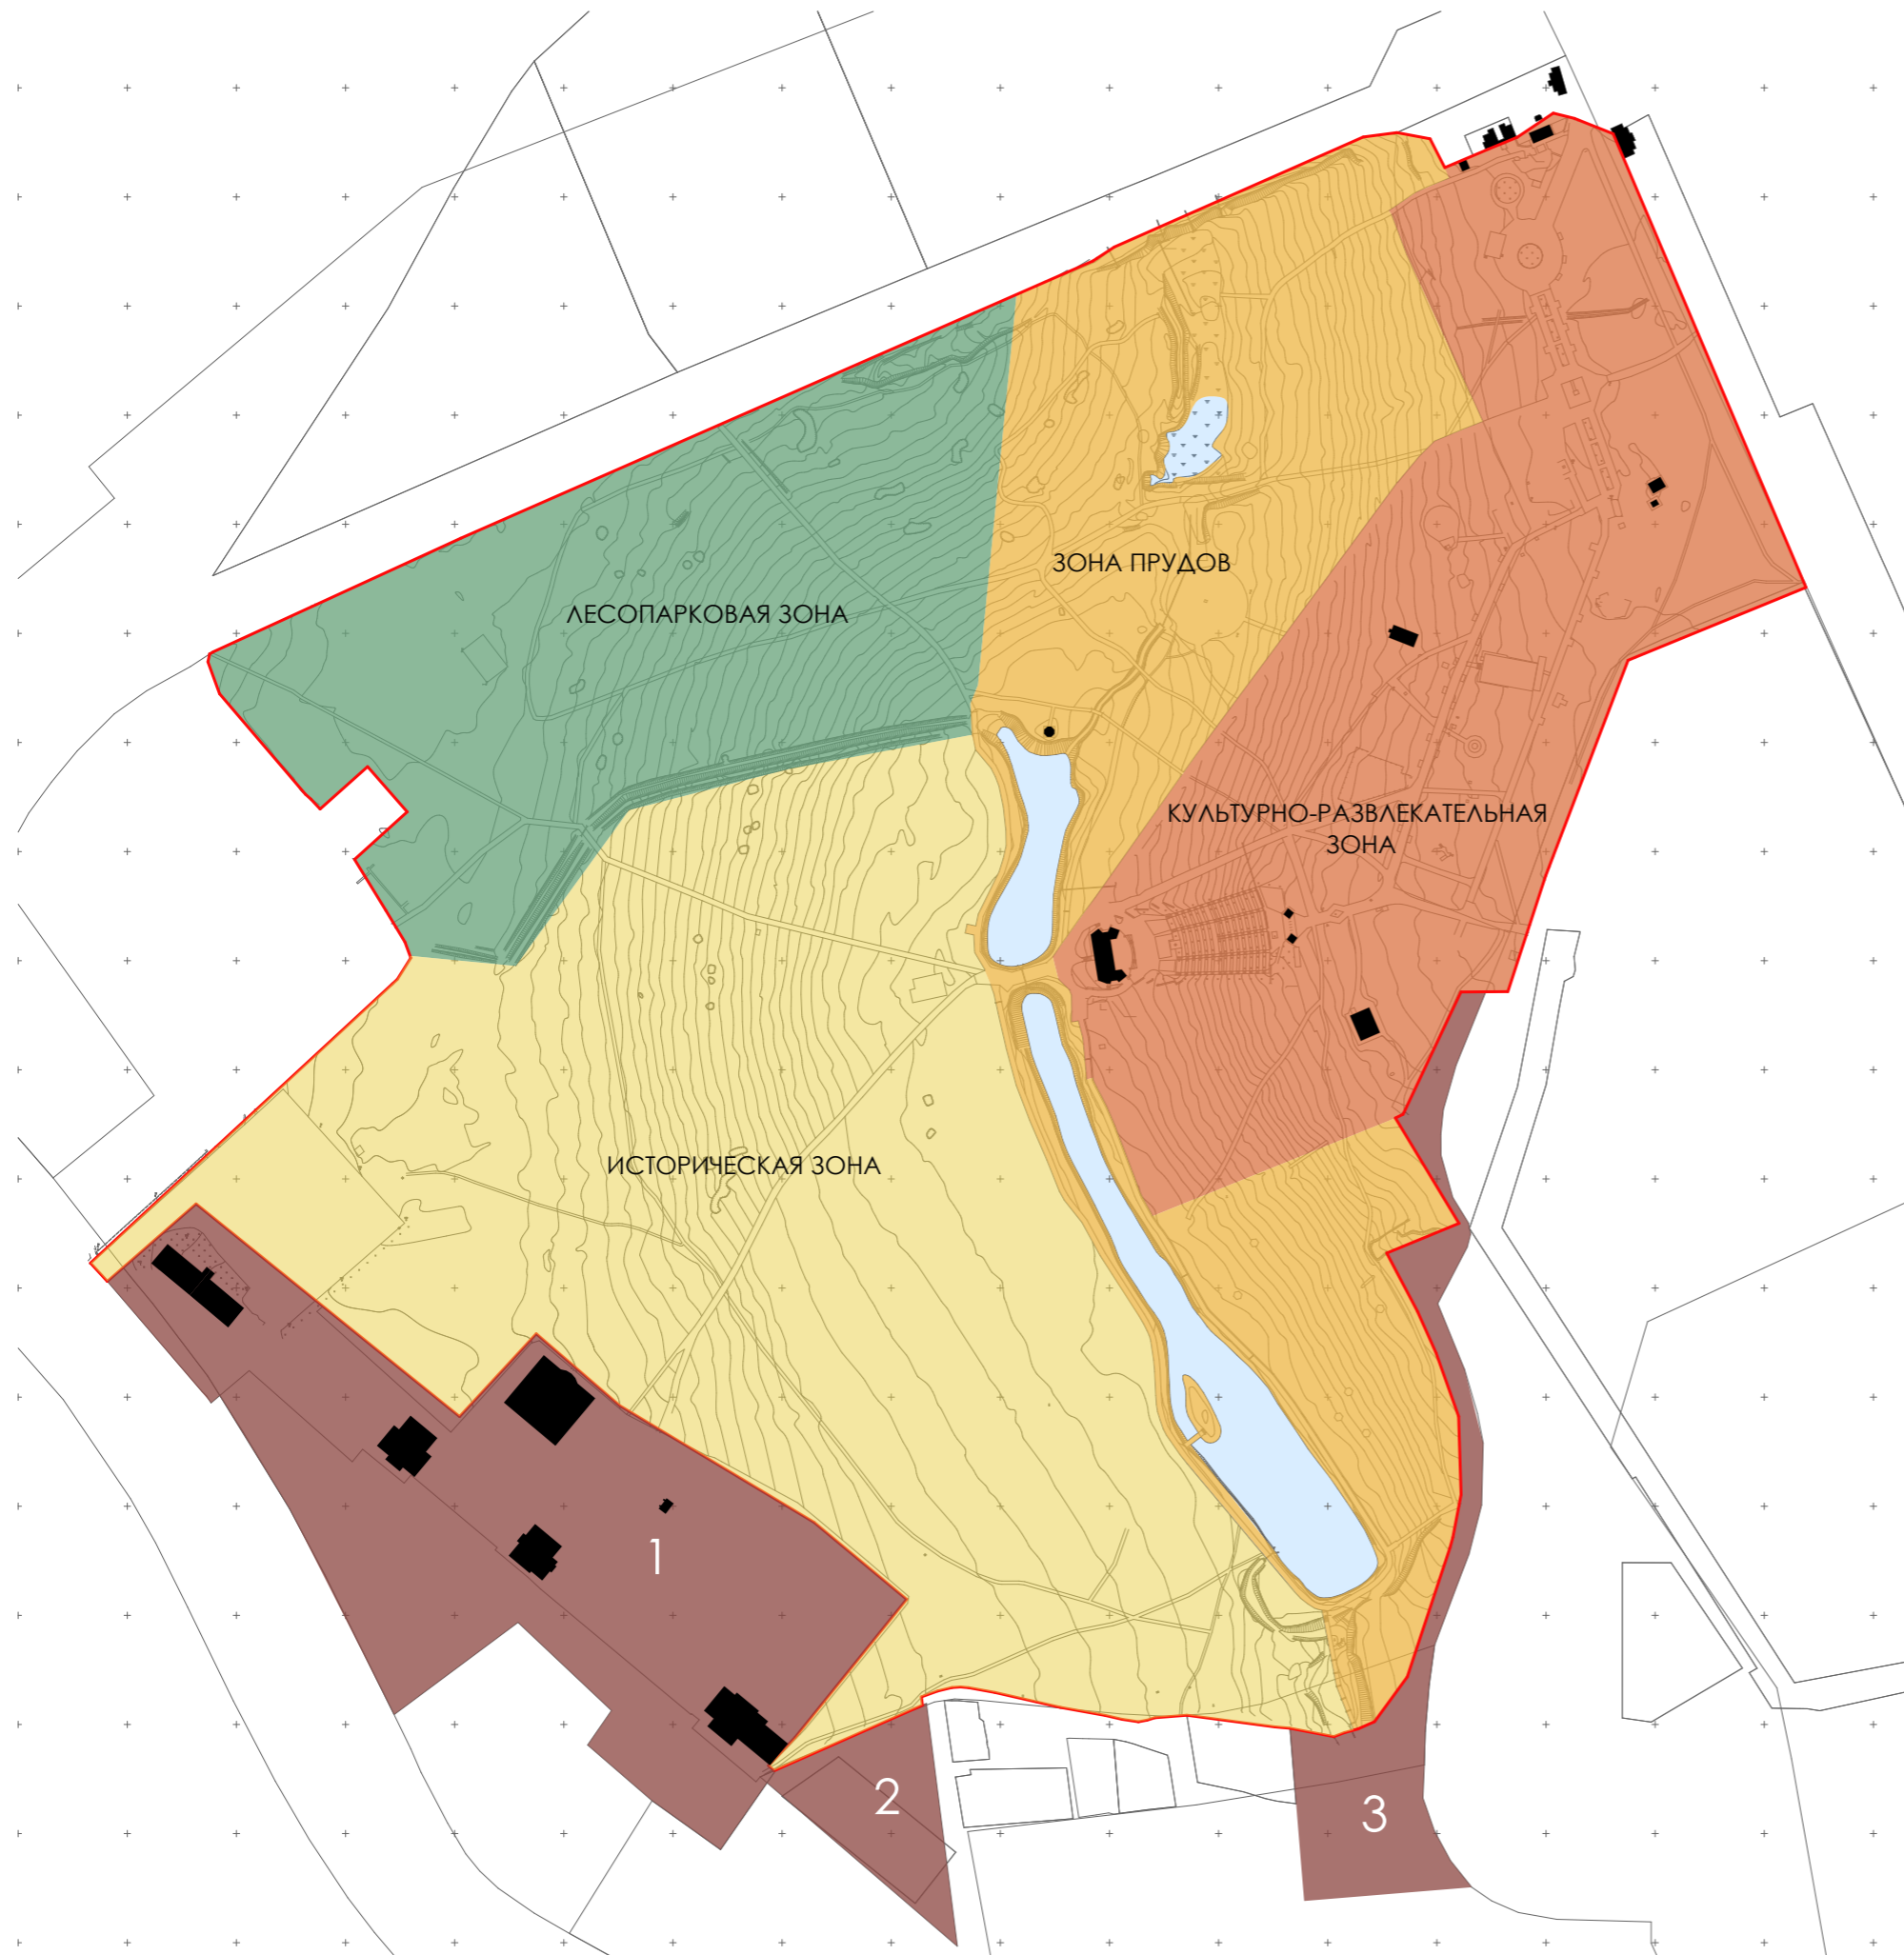 ЗОНА ПРУДОВ
ЛЕСОПАРКОВАЯ ЗОНА
КУЛЬТУРНО-РАЗВЛЕКАТЕЛЬНАЯ
ЗОНА
ИСТОРИЧЕСКАЯ ЗОНА
1
2
3